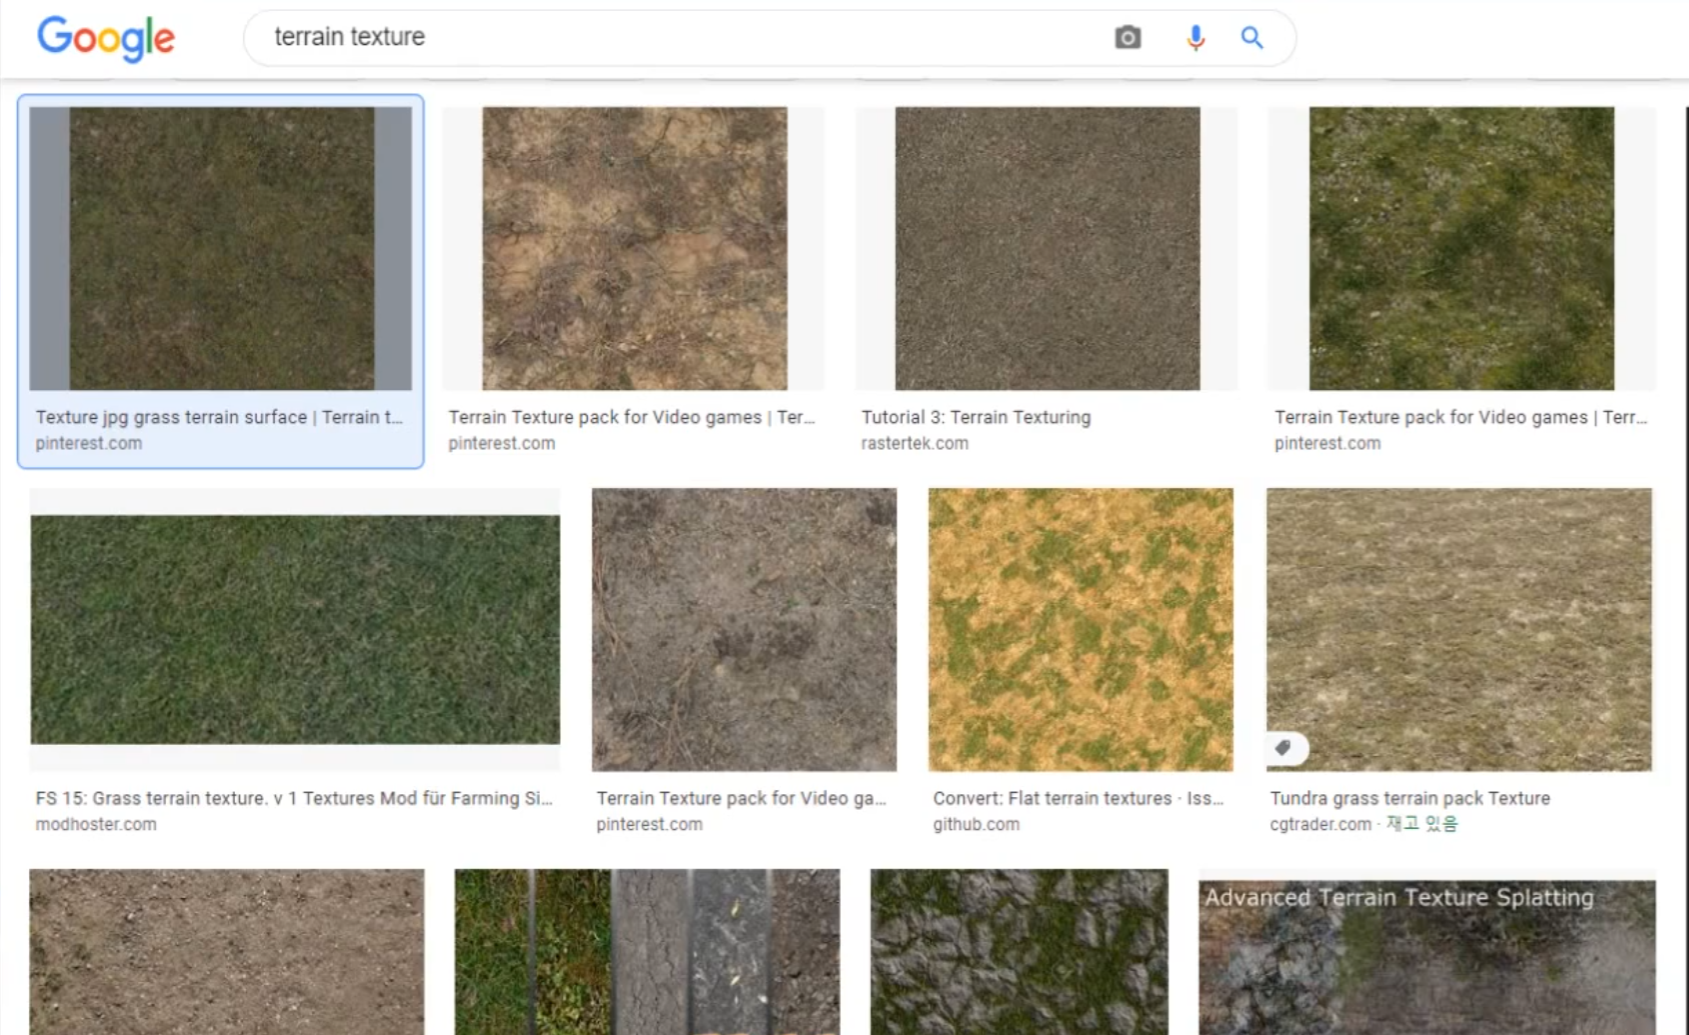 Google
terrain texture
Texture jpg grass terrain surface | Terrain t...
pinterest.com
Terrain Texture pack for Video games | Ter...
pinterest.com
Tutorial 3: Terrain Texturing
rastertek.com
Terrain Texture pack for Video games | Terr...
pinterest.com
FS 15: Grass terrain texture. v 1 Textures Mod für Farming Si...
modhoster.com
Terrain Texture pack for Video ga...
pinterest.com
Convert: Flat terrain textures · Iss...
github.com
Tundra grass terrain pack Texture
cgtrader.com · 재고 있음
Advanced Terrain Texture Splatting